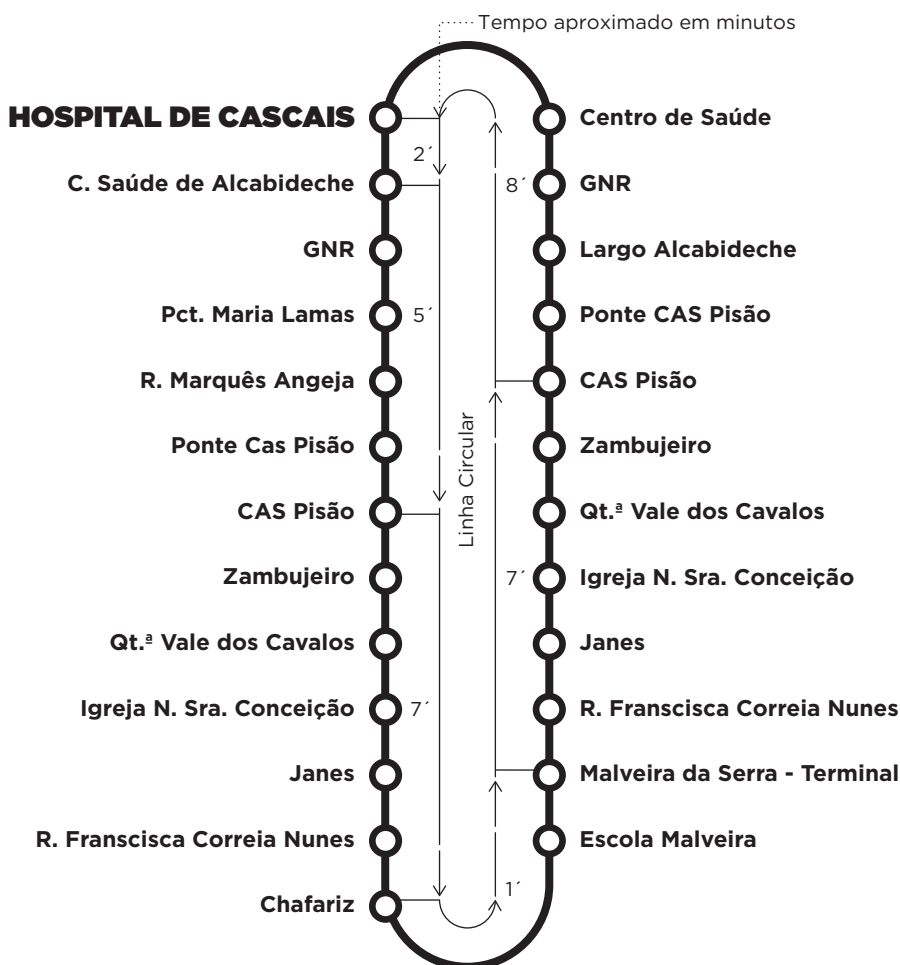 Tempo aproximado em minutos
HOSPITAL DE CASCAIS
C. Saúde de Alcabideche
GNR
Pct. Maria Lamas
R. Marquês Angeja
Ponte Cas Pisão
CAS Pisão
Zambujeiro
Qt.ª Vale dos Cavalos
Igreja N. Sra. Conceição
Janes
R. Franscisca Correia Nunes
Chafariz
2´
5´
7´
Linha Circular
8´
7´
1´
Centro de Saúde
GNR
Largo Alcabideche
Ponte CAS Pisão
CAS Pisão
Zambujeiro
Qt.ª Vale dos Cavalos
Igreja N. Sra. Conceição
Janes
R. Franscisca Correia Nunes
Malveira da Serra - Terminal
Escola Malveira